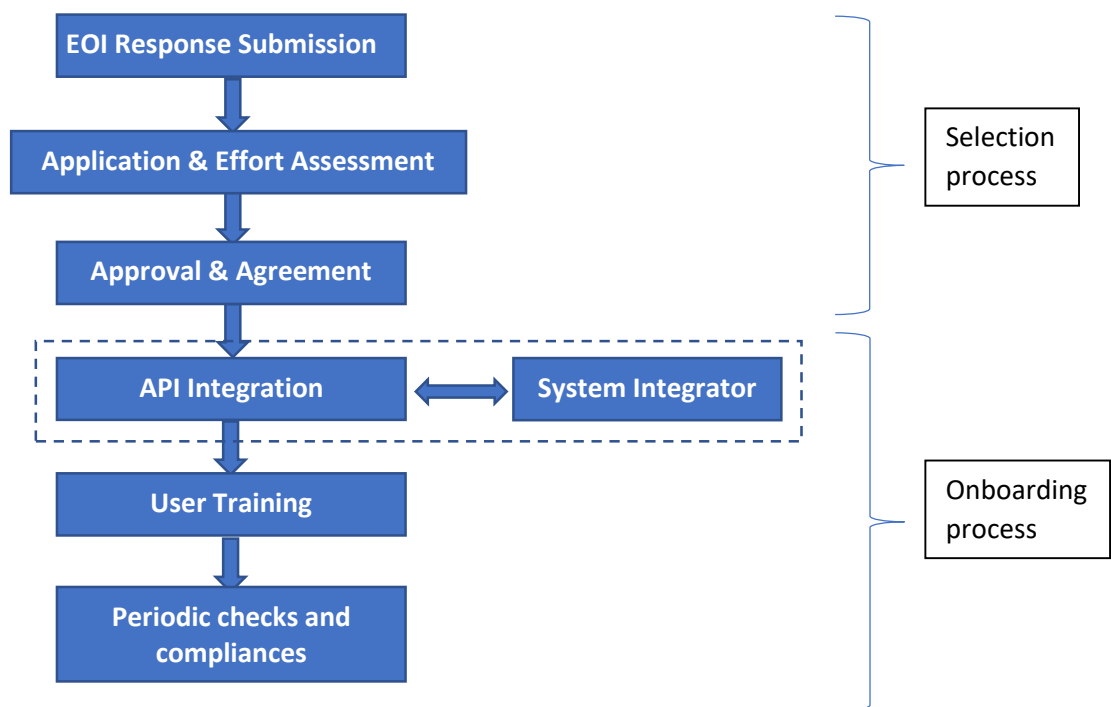 EOI Response Submission
Application & Effort Assessment
Selection
process
Approval & Agreement
API Integration
System Integrator
User Training
Onboarding
process
Periodic checks and
compliances